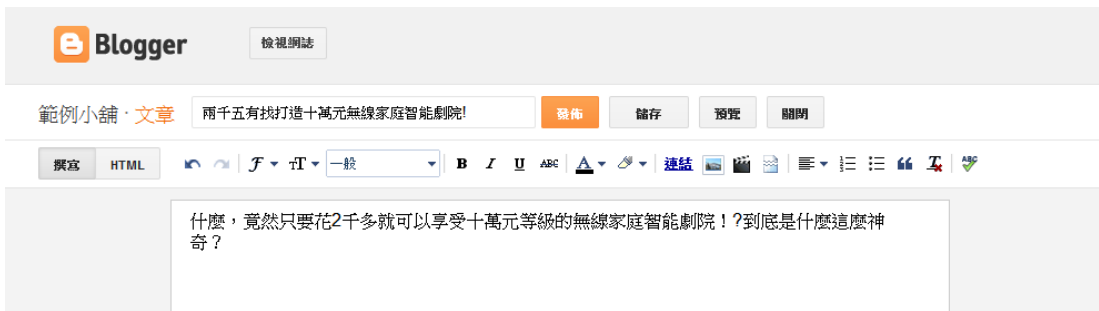 Blogger 檢視網誌
範例小舖 · 文章 兩千五有找打造十萬元無線家庭智能劇院! 發佈 儲存 預覽 關閉
撰寫 HTML 一般 B I U ABC A 連結 ABC
什麼，竟然只要花2千多就可以享受十萬元等級的無線家庭智能劇院！?到底是什麼這麼神
奇？